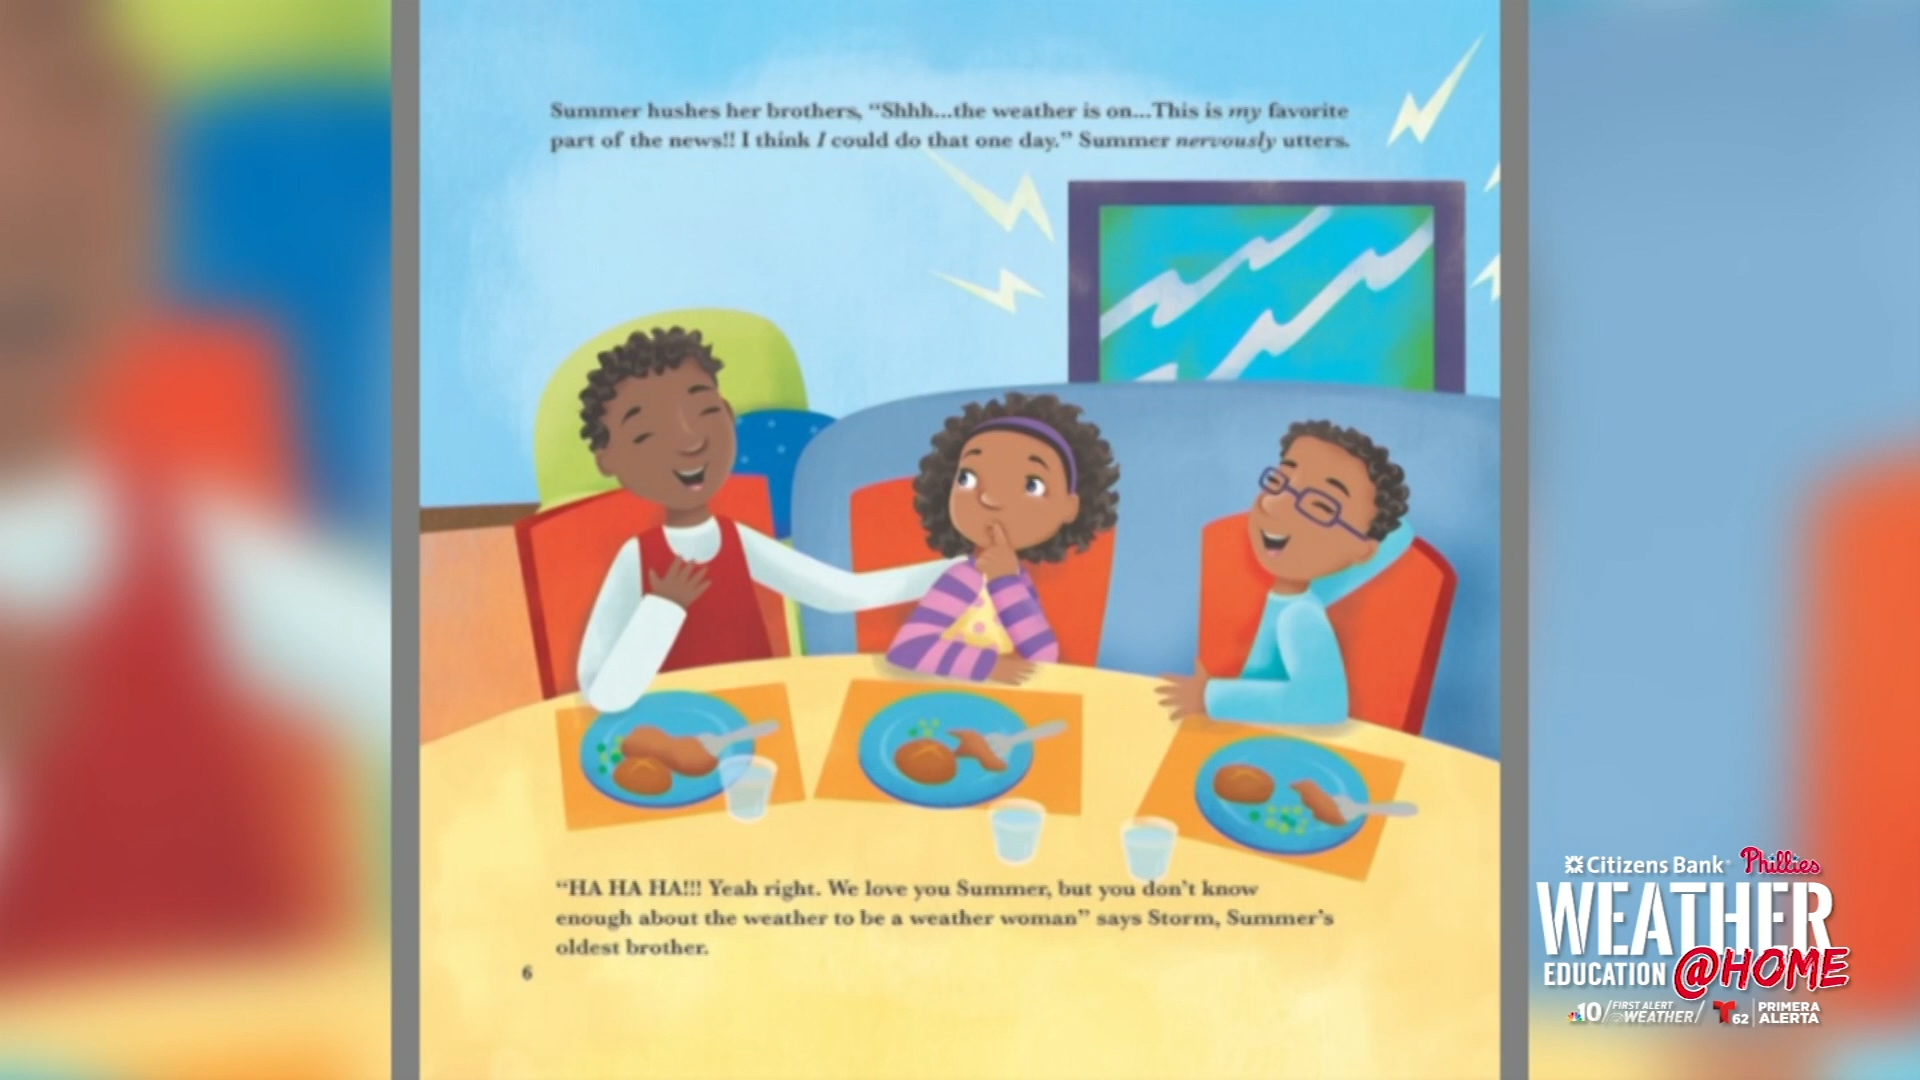 Summer hushes her brothers, “Shhh...the weather is on...This is my favorite
part of the news!! I think I could do that one day.” Summer nervously utters.
“HA HA HA!!! Yeah right. We love you Summer, but you don’t know
enough about the weather to be a weather woman” says Storm, Summer’s
oldest brother.
6
Citizens Bank® Phillies
WEATHER
EDUCATION @HOME
10 FIRST ALERT WEATHER T 62 PRIMERA ALERTA